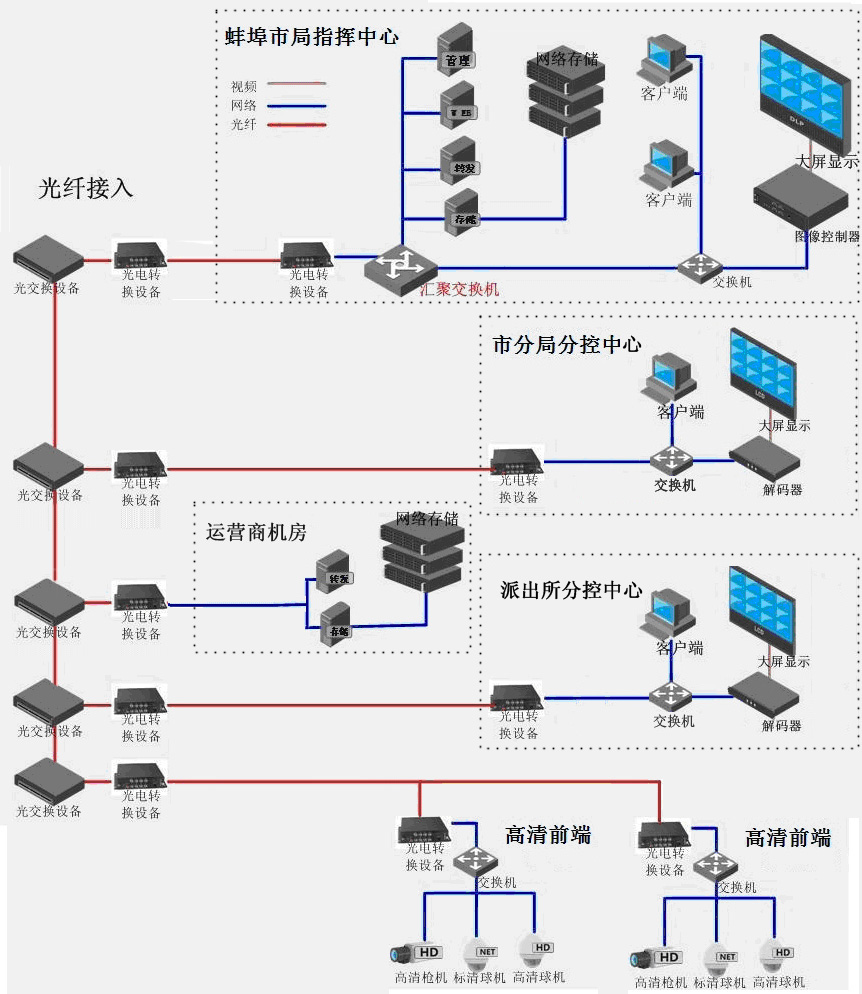 蚌埠市局指挥中心
视频
网络
光纤
管理
WEB
转发
存储
网络存储
客户端
客户端
DLP
大屏显示
图像控制器
交换机
汇聚交换机
光纤接入
光交换设备
光电转
换设备
光电转
换设备
市分局分控中心
客户端
LCD
大屏显示
交换机
解码器
光电转
换设备
光交换设备
光电转
换设备
运营商机房
网络存储
转发
存储
光交换设备
光电转
换设备
派出所分控中心
客户端
LCD
大屏显示
交换机
解码器
光电转
换设备
光交换设备
光电转
换设备
光交换设备
光电转
换设备
高清前端
光电转
换设备
交换机
HD
NET
HD
高清枪机
标清球机
高清球机
高清前端
光电转
换设备
交换机
HD
NET
HD
高清枪机
标清球机
高清球机